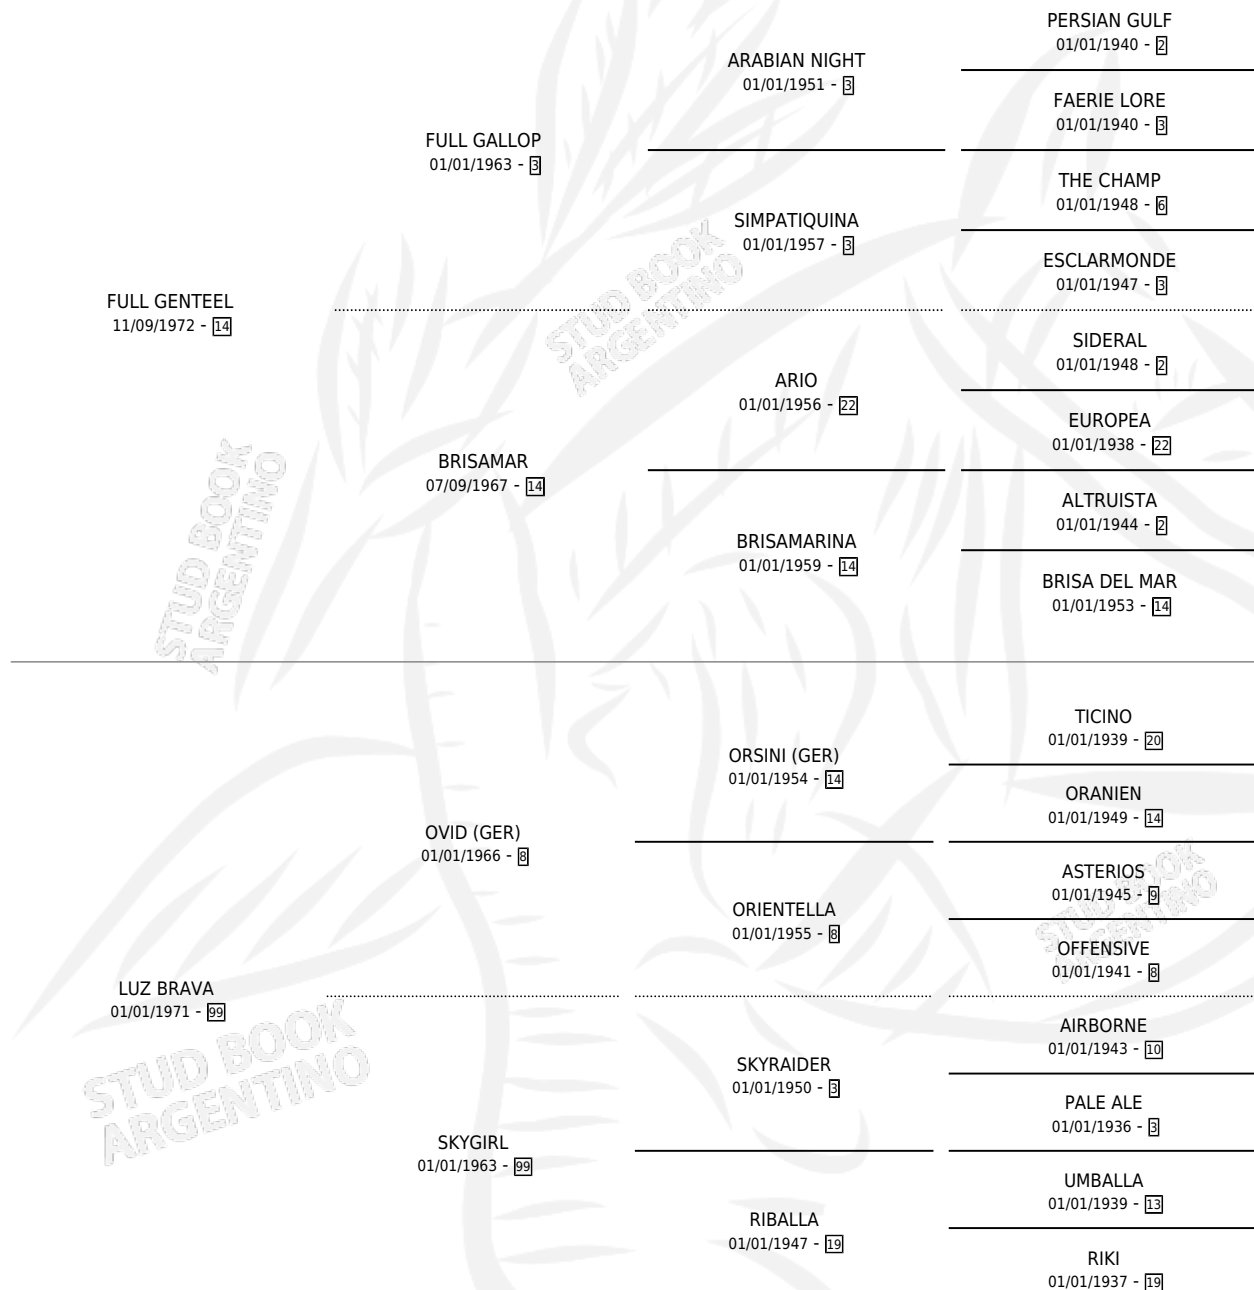 PERSIAN GULF
01/01/1940 - 2
ARABIAN NIGHT
01/01/1951 - 3
FAERIE LORE
01/01/1940 - 3
FULL GALLOP
01/01/1963 - 3
THE CHAMP
01/01/1948 - 6
SIMPATIQUINA
01/01/1957 - 3
ESCLARMONDE
01/01/1947 - 3
FULL GENTEEL
11/09/1972 - 14
SIDERAL
01/01/1948 - 2
ARIO
01/01/1956 - 22
EUROPEA
01/01/1938 - 22
BRISAMAR
07/09/1967 - 14
ALTRUISTA
01/01/1944 - 2
BRISAMARINA
01/01/1959 - 14
BRISA DEL MAR
01/01/1953 - 14
TICINO
01/01/1939 - 20
ORSINI (GER)
01/01/1954 - 14
ORANIEN
01/01/1949 - 14
OVID (GER)
01/01/1966 - 8
ASTERIOS
01/01/1945 - 9
ORIENTELLA
01/01/1955 - 8
OFFENSIVE
01/01/1941 - 8
LUZ BRAVA
01/01/1971 - 99
AIRBORNE
01/01/1943 - 10
SKYRAIDER
01/01/1950 - 3
PALE ALE
01/01/1936 - 3
SKYGIRL
01/01/1963 - 99
UMBALLA
01/01/1939 - 13
RIBALLA
01/01/1947 - 19
RIKI
01/01/1937 - 19
STUD BOOK
ARGENTINO
STUD BOOK
ARGENTINO
STUD BOOK
ARGENTINO
STUD BOOK
ARGENTINO